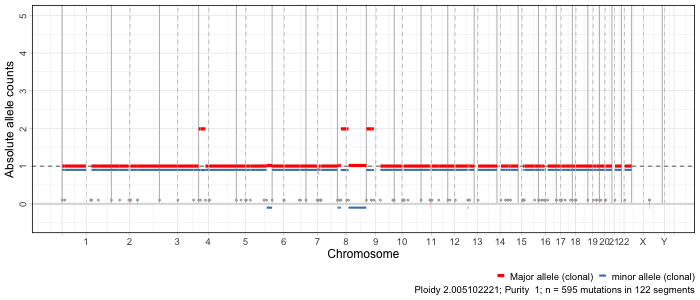 5
4
3
2
1
0
Absolute allele counts
1 2 3 4 5 6 7 8 9 10 11 12 13 14 15 16 17 18 19 20 21 22 X Y
Chromosome
Major allele (clonal) minor allele (clonal)
Ploidy 2.005102221; Purity 1; n = 595 mutations in 122 segments